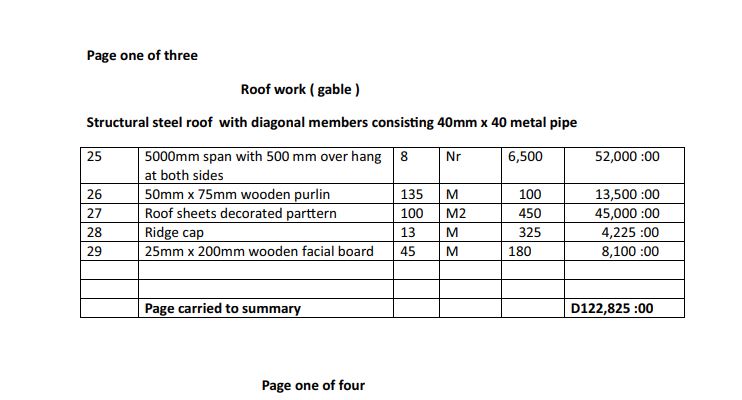 Page one of three
Roof work ( gable )
Structural steel roof with diagonal members consisting 40mm x 40 metal pipe
25 5000mm span with 500 mm over hang 8 Nr 6,500 52,000 :00
at both sides
26 50mm x 75mm wooden purlin 135 M 100 13,500 :00
27 Roof sheets decorated parttern 100 M2 450 45,000 :00
28 Ridge cap 13 M 325 4,225 :00
29 25mm x 200mm wooden facial board 45 M 180 8,100 :00
Page carried to summary D122,825 :00
Page one of four